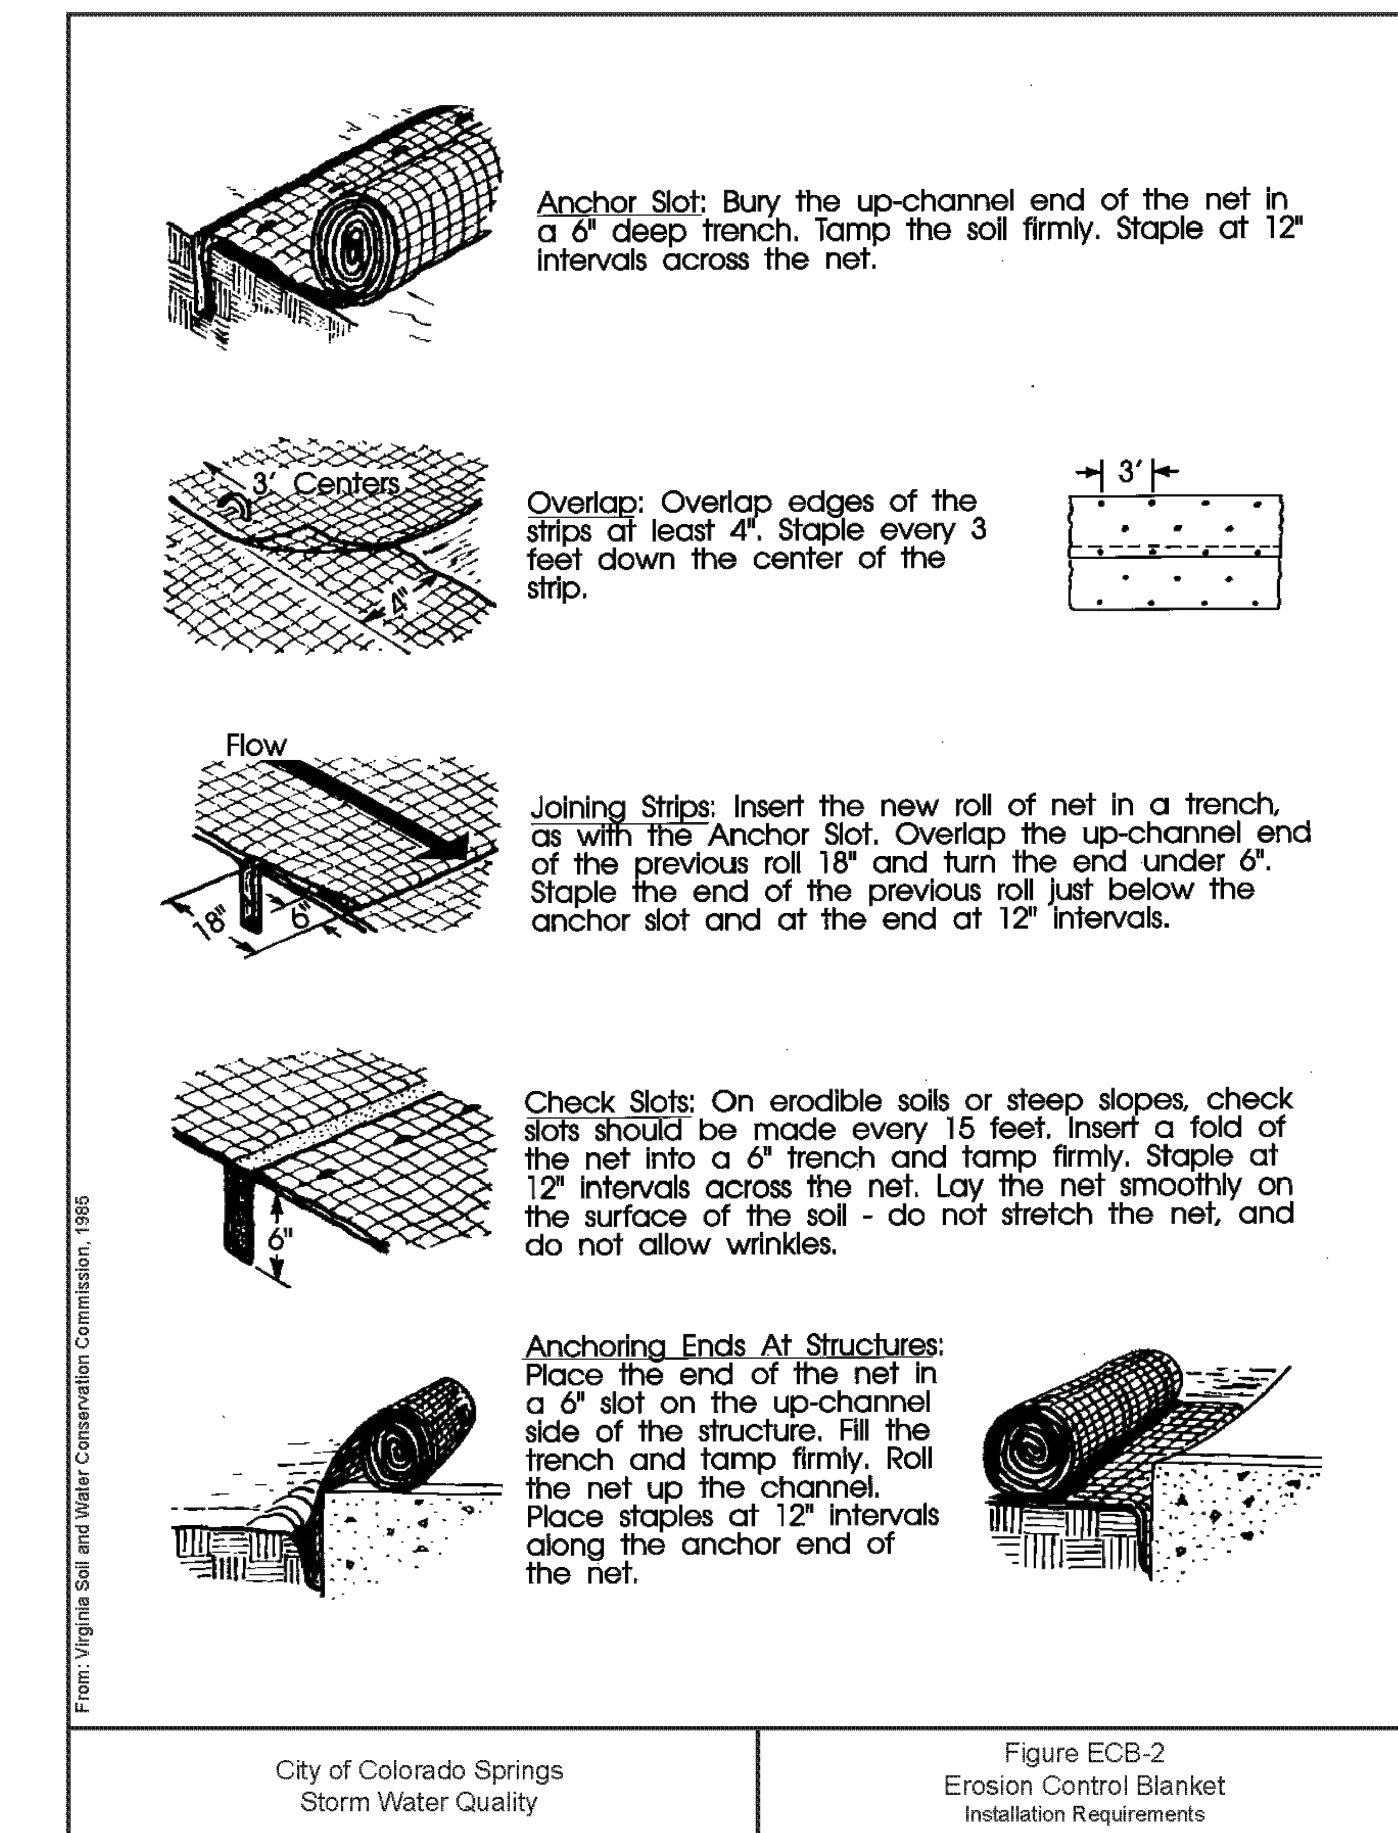 Anchor Slot: Bury the up-channel end of the net in
a 6" deep trench. Tamp the soil firmly. Staple at 12"
intervals across the net.
3' Centers
4"
Overlap: Overlap edges of the
strips at least 4". Staple every 3
feet down the center of the
strip.
3'
Flow
18"
6"
Joining Strips: Insert the new roll of net in a trench,
as with the Anchor Slot. Overlap the up-channel end
of the previous roll 18" and turn the end under 6".
Staple the end of the previous roll just below the
anchor slot and at the end at 12" intervals.
6"
Check Slots: On erodible soils or steep slopes, check
slots should be made every 15 feet. Insert a fold of
the net into a 6" trench and tamp firmly. Staple at
12" intervals across the net. Lay the net smoothly on
the surface of the soil - do not stretch the net, and
do not allow wrinkles.
Anchoring Ends At Structures:
Place the end of the net in
a 6" slot on the up-channel
side of the structure. Fill the
trench and tamp firmly. Roll
the net up the channel.
Place staples at 12" intervals
along the anchor end of
the net.
From: Virginia Soil and Water Conservation Commission, 1985
City of Colorado Springs
Storm Water Quality
Figure ECB-2
Erosion Control Blanket
Installation Requirements